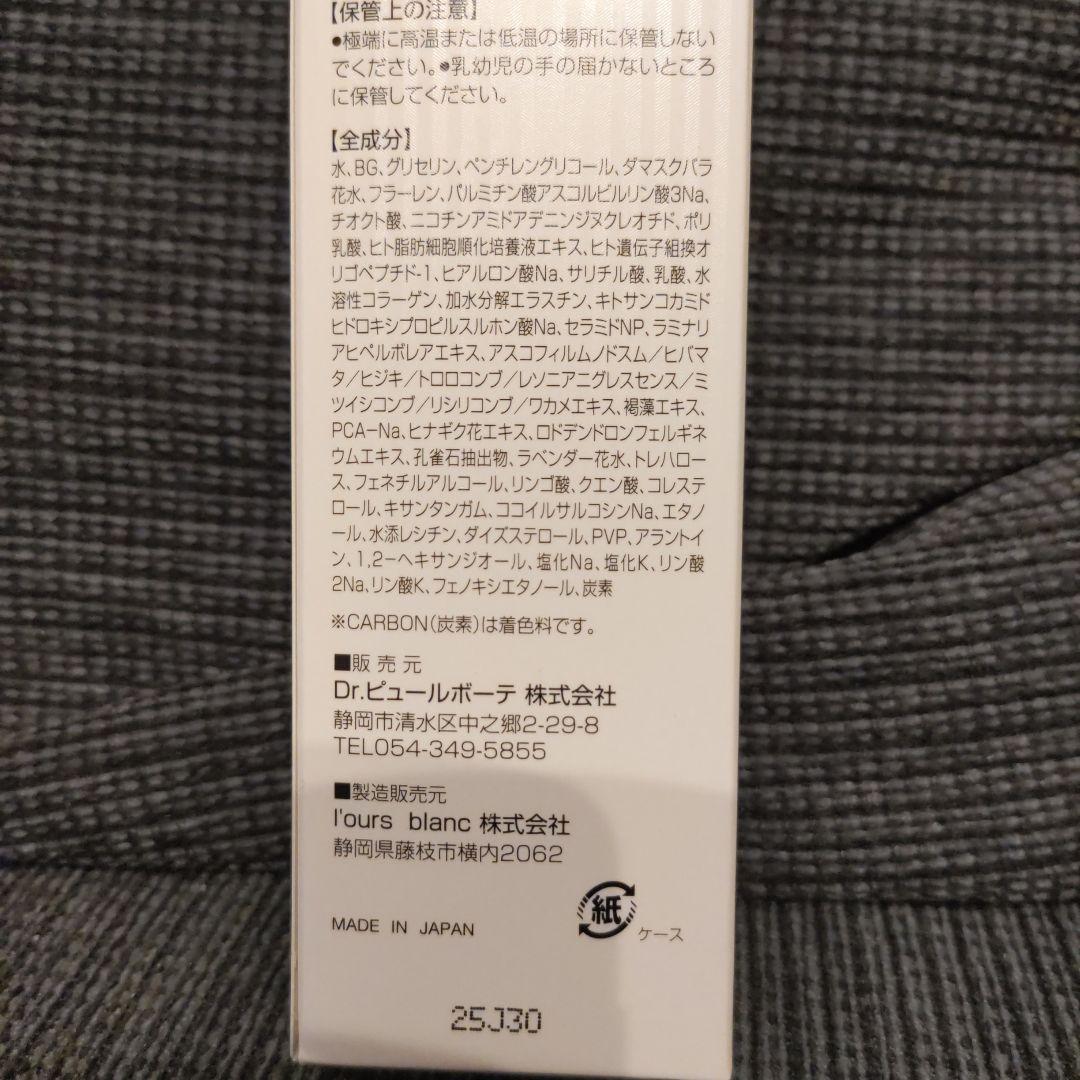 【保管上の注意】
●極端に高温または低温の場所に保管しない
でください。●乳幼児の手の届かないところ
に保管してください。
【全成分】
水、BG、グリセリン、ペンチレングリコール、ダマスクバラ
花水、フラーレン、パルミチン酸アスコルビルリン酸3Na、
チオクト酸、ニコチンアミドアデニンジヌクレオチド、ポリ
乳酸、ヒト脂肪細胞順化培養液エキス、ヒト遺伝子組換オ
リゴペプチド-1、ヒアルロン酸Na、サリチル酸、乳酸、水
溶性コラーゲン、加水分解エラスチン、キトサンコカミド
ヒドロキシプロピルスルホン酸Na、セラミドNP、ラミナリ
アヒペルボレアエキス、アスコフィルムノドスム/ヒバマ
タ/ヒジキ/トロロコンブ/レソニアニグレスセンス/ミ
ツイシコンブ/リシリコンブ/ワカメエキス、褐藻エキス、
PCA-Na、ヒナギク花エキス、ロドデンドロンフェルギネ
ウムエキス、孔雀石抽出物、ラベンダー花水、トレハロー
ス、フェネチルアルコール、リンゴ酸、クエン酸、コレステ
ロール、キサンタンガム、ココイルサルコシンNa、エタノ
ール、水添レシチン、ダイズステロール、PVP、アラントイ
ン、1,2-ヘキサンジオール、塩化Na、塩化K、リン酸
2Na、リン酸K、フェノキシエタノール、炭素
※CARBON(炭素)は着色料です。
■販 売 元
Dr.ピュールボーテ 株式会社
静岡市清水区中之郷2-29-8
TEL054-349-5855
■製造販売元
l'ours blanc 株式会社
静岡県藤枝市横内2062
紙
ケース
MADE IN JAPAN
25J30